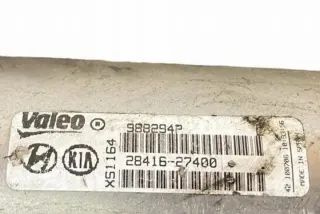 Valeo
988294P
KIA
XS1164
28416-27400
MADE IN SPAIN